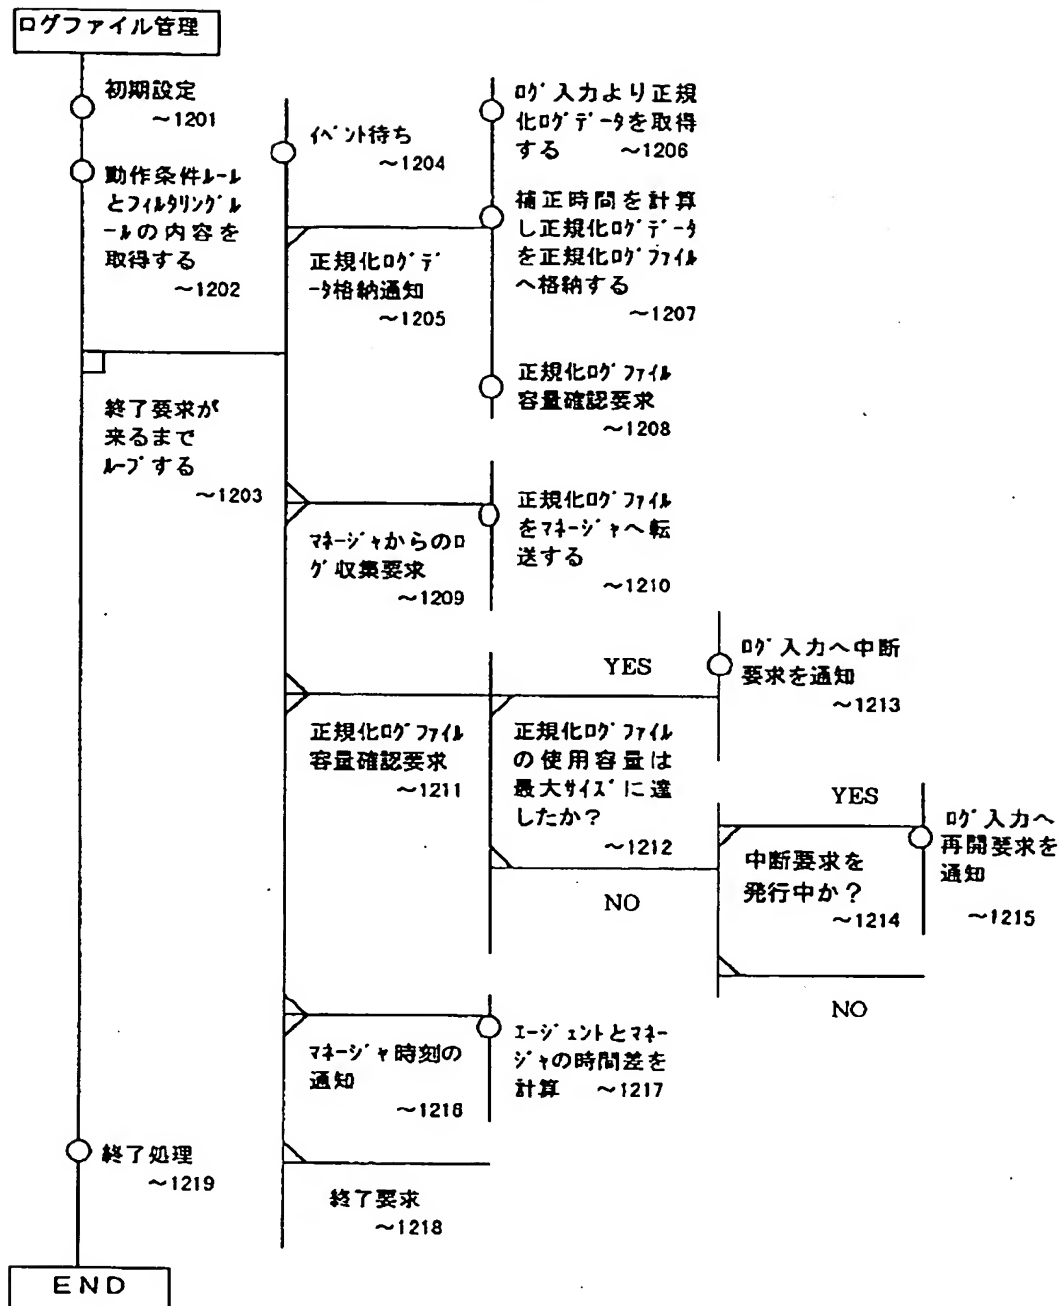 ログファイル管理
初期設定
～1201
動作条件ルール
とフィルタリングル
ールの内容を
取得する
～1202
終了要求が
来るまで
ループする
～1203
イベント待ち
～1204
正規化ログデ
ータ格納通知
～1205
ログ入力より正規
化ログデータを取得
する ～1206
補正時間を計算
し正規化ログデータ
を正規化ログファイル
へ格納する
～1207
正規化ログファイル
容量確認要求
～1208
マネージャからのロ
グ収集要求
～1209
正規化ログファイル
をマネージャへ転
送する
～1210
正規化ログファイル
容量確認要求
～1211
YES
正規化ログファイル
の使用容量は
最大サイズに達
したか？
～1212
NO
ログ入力へ中断
要求を通知
～1213
YES
中断要求を
発行中か？
～1214
NO
ログ入力へ
再開要求を
通知
～1215
マネージャ時刻の
通知
～1216
エージェントとマネー
ジャの時間差を
計算 ～1217
終了要求
～1218
終了処理
～1219
END